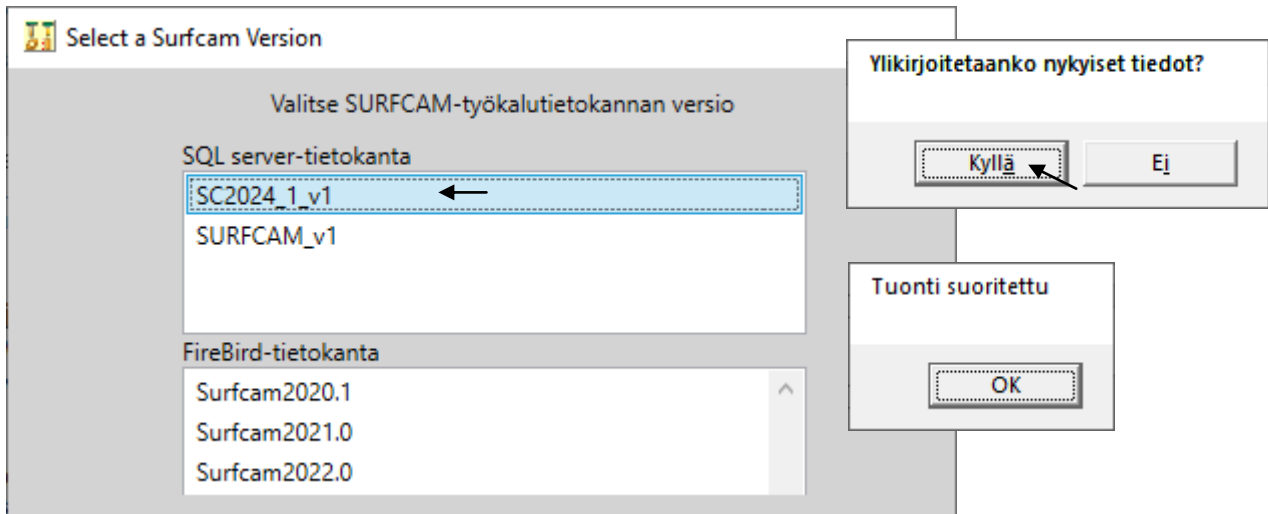 Select a Surfcam Version
Valitse SURFCAM-työkalutietokannan versio
SQL server-tietokanta
SC2024_1_v1
SURFCAM_v1
FireBird-tietokanta
Surfcam2020.1
Surfcam2021.0
Surfcam2022.0
Ylikirjoitetaanko nykyiset tiedot?
Kyllä
Ei
Tuonti suoritettu
OK